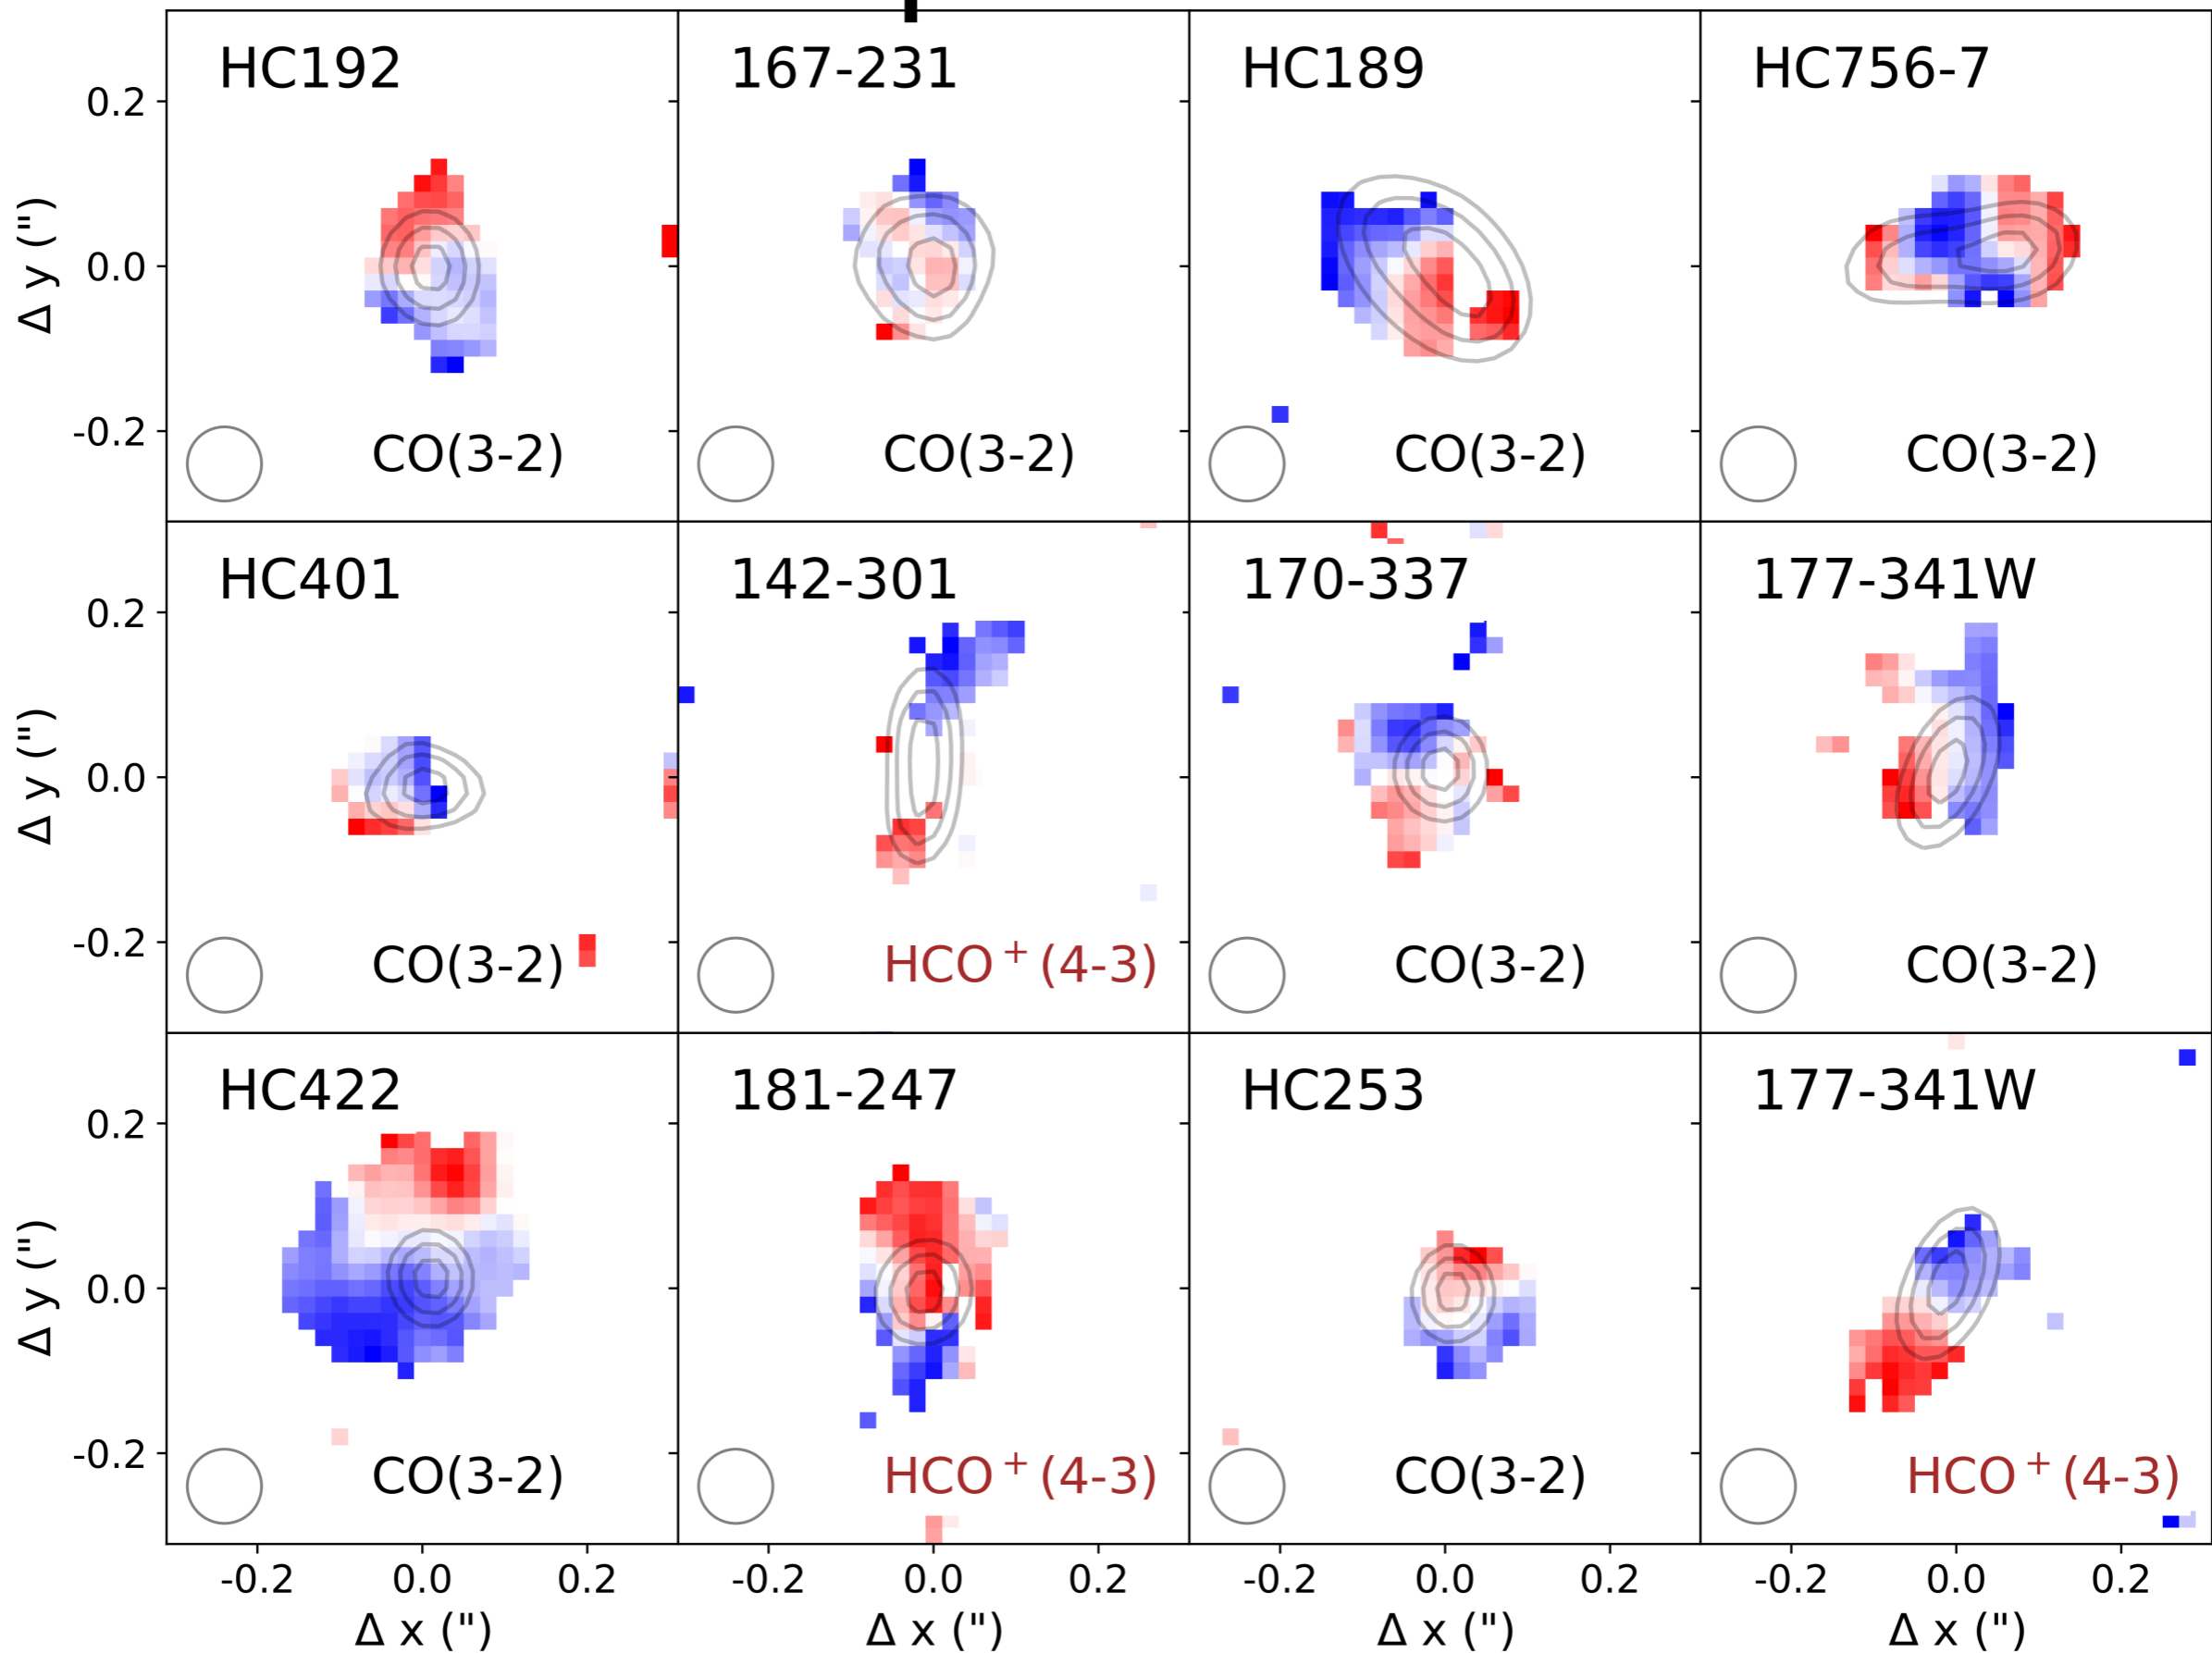 HC192
167-231
HC189
HC756-7
0.2
0.0
-0.2
Δ y (")
CO(3-2)
CO(3-2)
CO(3-2)
CO(3-2)
HC401
142-301
170-337
177-341W
0.2
0.0
-0.2
Δ y (")
CO(3-2)
HCO⁺(4-3)
CO(3-2)
CO(3-2)
HC422
181-247
HC253
177-341W
0.2
0.0
-0.2
Δ y (")
CO(3-2)
HCO⁺(4-3)
CO(3-2)
HCO⁺(4-3)
-0.2 0.0 0.2
-0.2 0.0 0.2
-0.2 0.0 0.2
-0.2 0.0 0.2
Δ x (")
Δ x (")
Δ x (")
Δ x (")